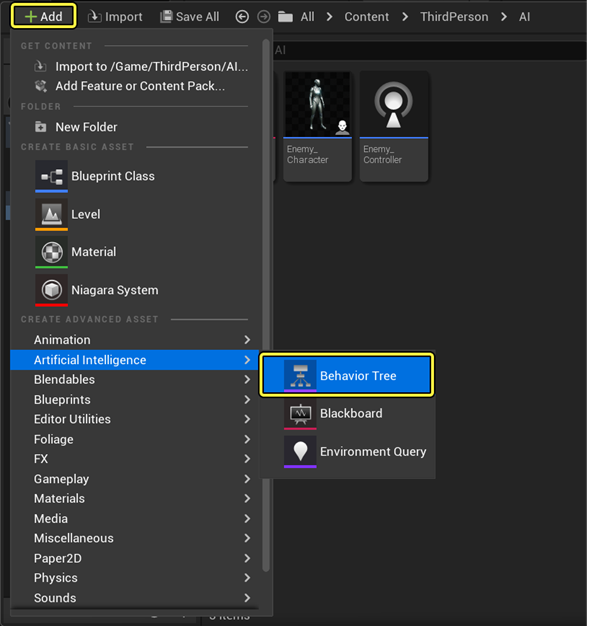 Add Import Save All All Content ThirdPerson AI
GET CONTENT
AI
Import to /Game/ThirdPerson/AI...
Add Feature or Content Pack...
FOLDER
New Folder
CREATE BASIC ASSET
Enemy_
Character
Enemy_
Controller
Blueprint Class
Level
Material
Niagara System
CREATE ADVANCED ASSET
Animation
Artificial Intelligence
Behavior Tree
Blackboard
Environment Query
Blendables
Blueprints
Editor Utilities
Foliage
FX
Gameplay
Materials
Media
Miscellaneous
Paper2D
Physics
Sounds
items